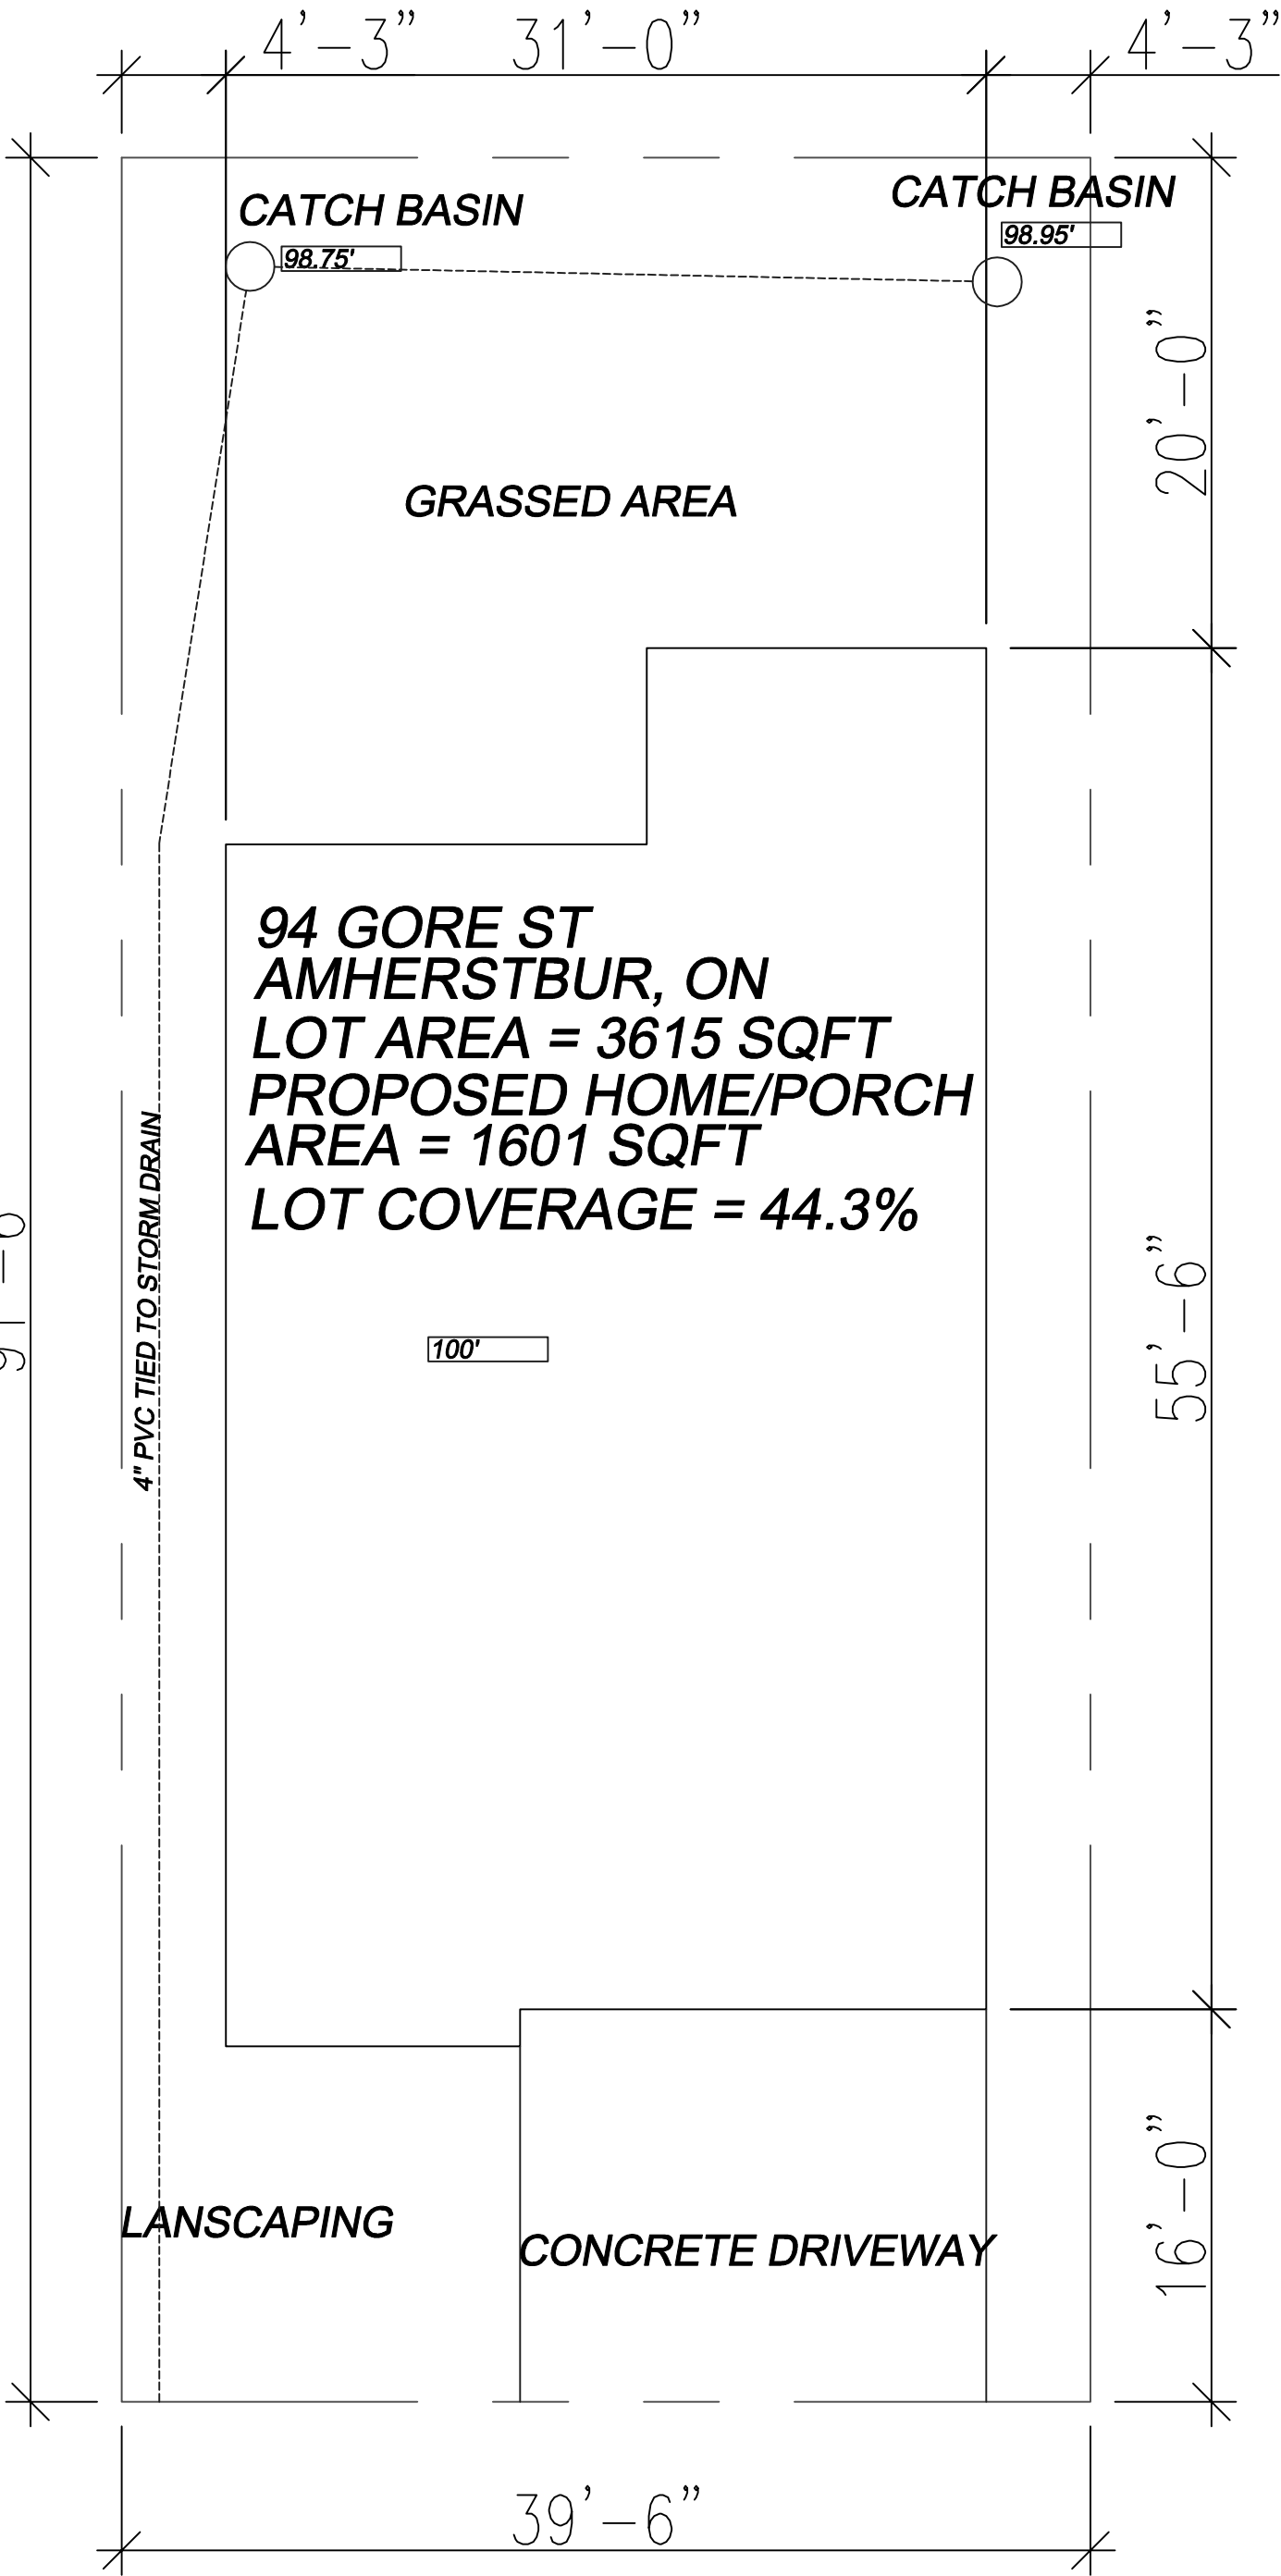 4'-3" 31'-0" 4'-3"
CATCH BASIN
98.75'
CATCH BASIN
98.95'
20'-0"
GRASSED AREA
94 GORE ST
AMHERSTBUR, ON
LOT AREA = 3615 SQFT
PROPOSED HOME/PORCH
AREA = 1601 SQFT
LOT COVERAGE = 44.3%
4" PVC TIED TO STORM DRAIN
100'
55'-6"
LANSCAPING
CONCRETE DRIVEWAY
16'-0"
39'-6"